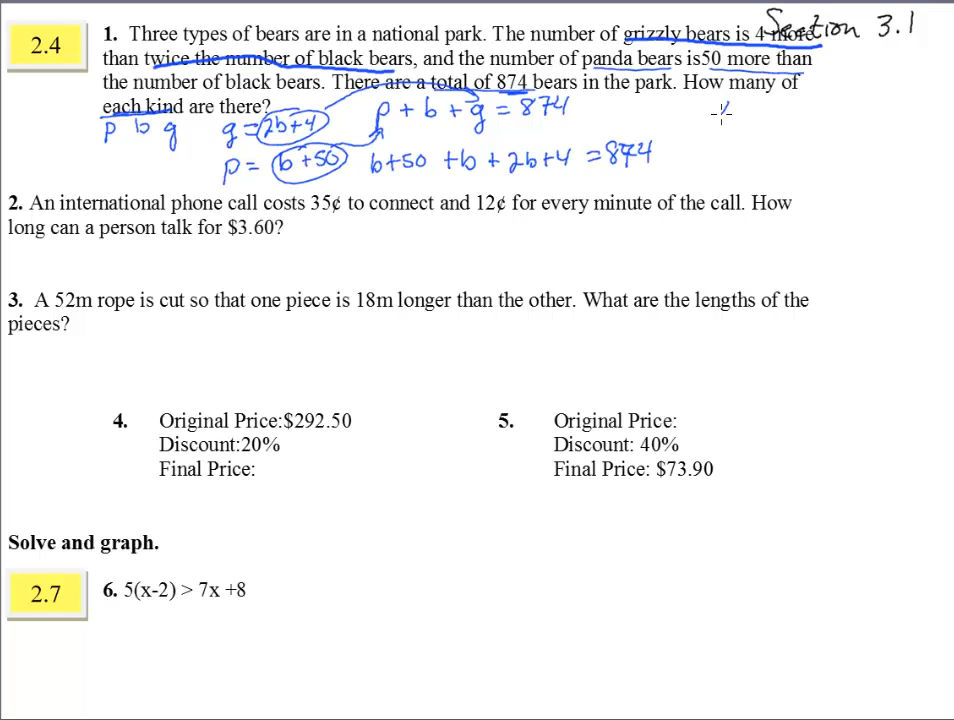 Section 3.1
2.4
1. Three types of bears are in a national park. The number of grizzly bears is 4 more
than twice the number of black bears, and the number of panda bears is50 more than
the number of black bears. There are a total of 874 bears in the park. How many of
each kind are there?
p b g
g = 2b+4
p + b + g = 874
p = b+50
b+50 +b + 2b+4 = 874
2. An international phone call costs 35¢ to connect and 12¢ for every minute of the call. How
long can a person talk for $3.60?
3. A 52m rope is cut so that one piece is 18m longer than the other. What are the lengths of the
pieces?
4. Original Price:$292.50
Discount:20%
Final Price:
5. Original Price:
Discount: 40%
Final Price: $73.90
Solve and graph.
2.7
6. 5(x-2) > 7x +8